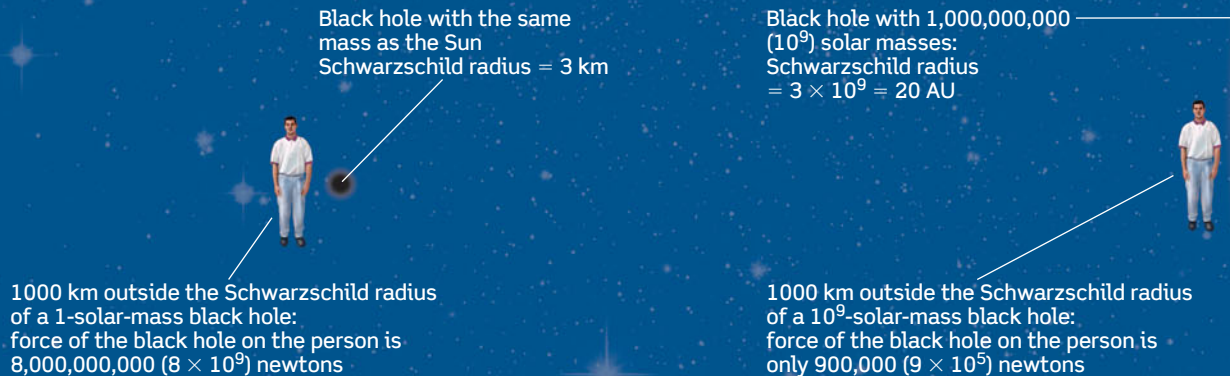 Black hole with the same
mass as the Sun
Schwarzschild radius = 3 km
1000 km outside the Schwarzschild radius
of a 1-solar-mass black hole:
force of the black hole on the person is
8,000,000,000 (8 × 10⁹) newtons
Black hole with 1,000,000,000
(10⁹) solar masses:
Schwarzschild radius
= 3 × 10⁹ = 20 AU
1000 km outside the Schwarzschild radius
of a 10⁹-solar-mass black hole:
force of the black hole on the person is
only 900,000 (9 × 10⁵) newtons